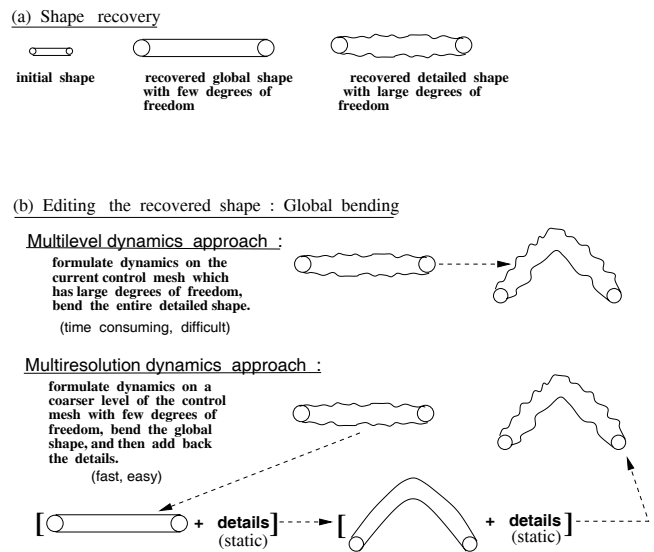 (a) Shape recovery
initial shape
recovered global shape
with few degrees of
freedom
recovered detailed shape
with large degrees of
freedom
(b) Editing the recovered shape : Global bending
Multilevel dynamics approach :
formulate dynamics on the
current control mesh which
has large degrees of freedom,
bend the entire detailed shape.
(time consuming, difficult)
Multiresolution dynamics approach :
formulate dynamics on a
coarser level of the control
mesh with few degrees of
freedom, bend the global
shape, and then add back
the details.
(fast, easy)
[ + details ]
(static)
[ + details ]
(static)